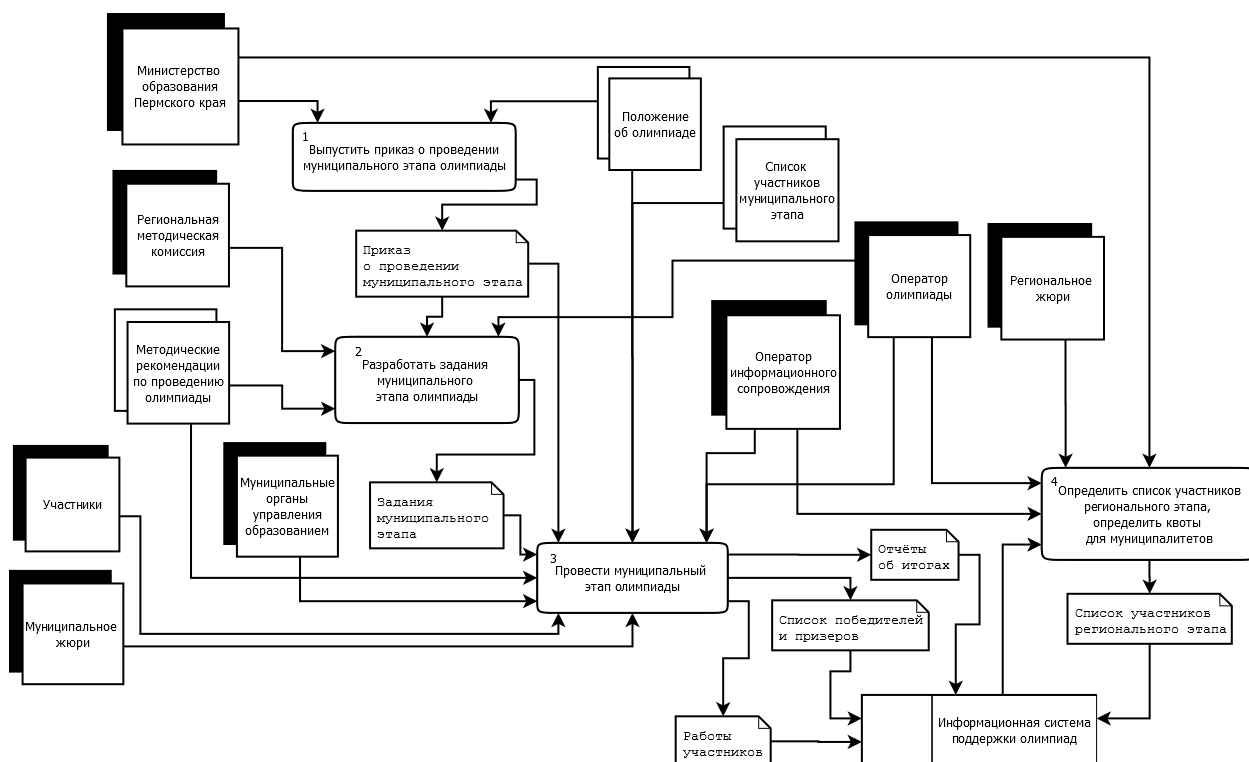 Министерство
образования
Пермского края
1
Выпустить приказ о проведении
муниципального этапа олимпиады
Положение
об олимпиаде
Список
участников
муниципального
этапа
Региональная
методическая
комиссия
Приказ
о проведении
муниципального этапа
Оператор
олимпиады
Региональное
жюри
Методические
рекомендации
по проведению
олимпиады
2
Разработать задания
муниципального
этапа олимпиады
Оператор
информационного
сопровождения
Участники
Муниципальные
органы
управления
образованием
Задания
муниципального
этапа
4
Определить список участников
регионального этапа,
определить квоты
для муниципалитетов
3
Провести муниципальный
этап олимпиады
Отчёты
об итогах
Муниципальное
жюри
Список победителей
и призеров
Список участников
регионального этапа
Работы
участников
Информационная система
поддержки олимпиад